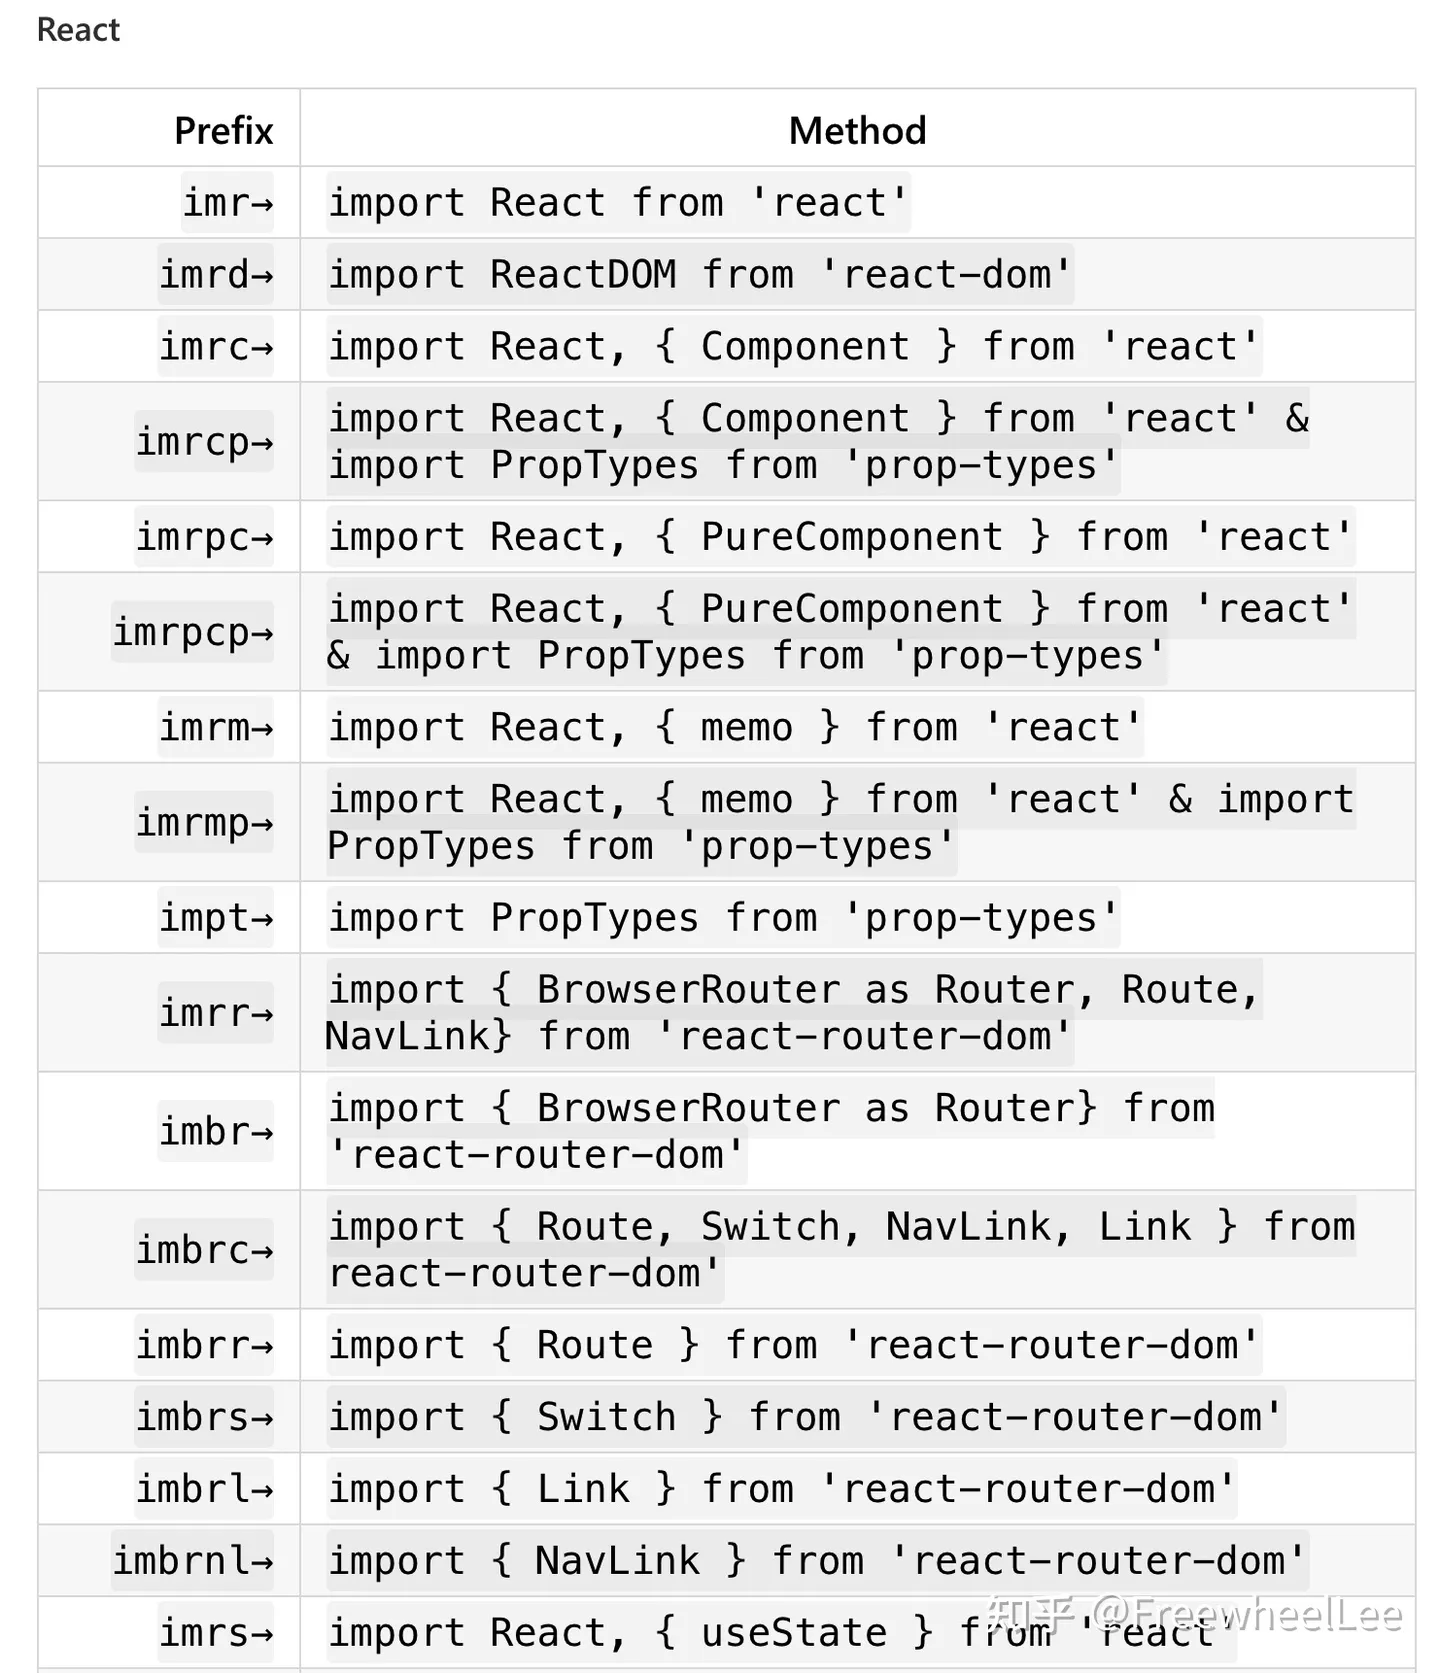 React
Prefix Method
imr→ import React from 'react'
imrd→ import ReactDOM from 'react-dom'
imrc→ import React, { Component } from 'react'
imrcp→ import React, { Component } from 'react' &
import PropTypes from 'prop-types'
imrpc→ import React, { PureComponent } from 'react'
imrpcp→ import React, { PureComponent } from 'react'
& import PropTypes from 'prop-types'
imrm→ import React, { memo } from 'react'
imrmp→ import React, { memo } from 'react' & import
PropTypes from 'prop-types'
impt→ import PropTypes from 'prop-types'
imrr→ import { BrowserRouter as Router, Route,
NavLink} from 'react-router-dom'
imbr→ import { BrowserRouter as Router} from
'react-router-dom'
imbrc→ import { Route, Switch, NavLink, Link } from
react-router-dom'
imbrr→ import { Route } from 'react-router-dom'
imbrs→ import { Switch } from 'react-router-dom'
imbrl→ import { Link } from 'react-router-dom'
imbrnl→ import { NavLink } from 'react-router-dom'
imrs→ import React, { useState } from 'react'
知乎 @FreewheelLee